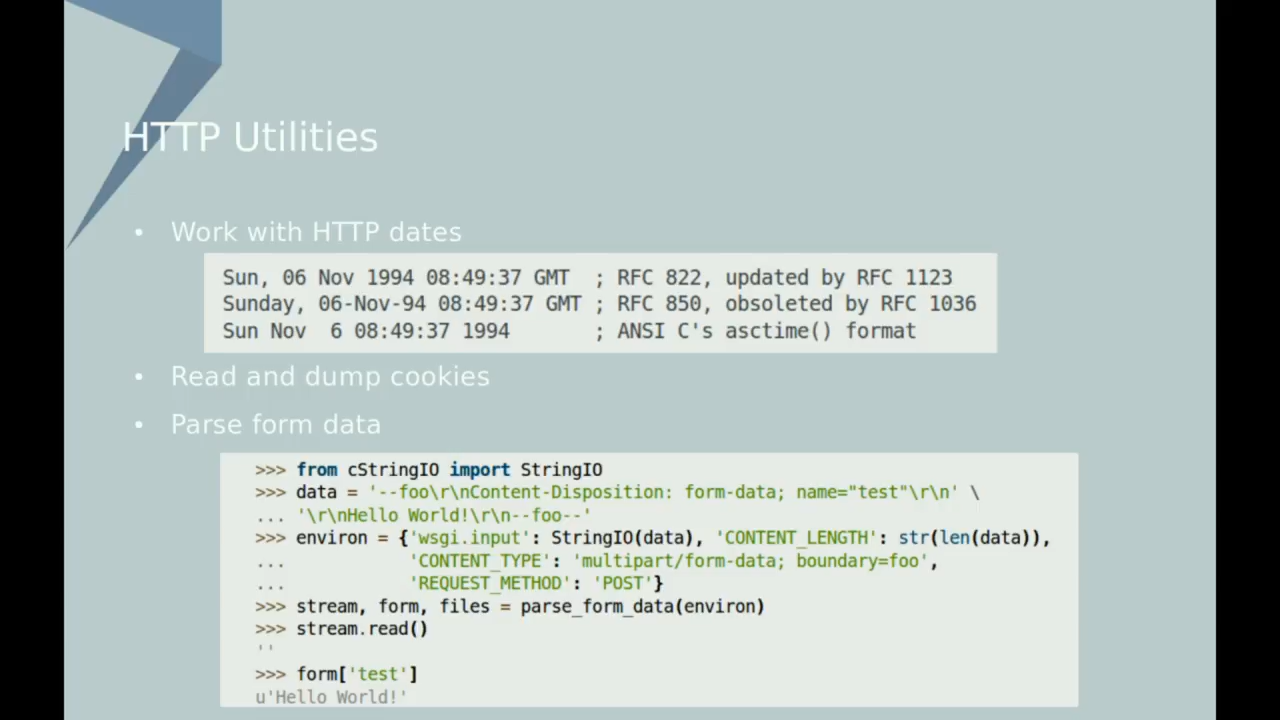 HTTP Utilities
• Work with HTTP dates
Sun, 06 Nov 1994 08:49:37 GMT  ; RFC 822, updated by RFC 1123
Sunday, 06-Nov-94 08:49:37 GMT ; RFC 850, obsoleted by RFC 1036
Sun Nov  6 08:49:37 1994       ; ANSI C's asctime() format
• Read and dump cookies
• Parse form data
>>> from cStringIO import StringIO
>>> data = '--foo\r\nContent-Disposition: form-data; name="test"\r\n' \
... '\r\nHello World!\r\n--foo--'
>>> environ = {'wsgi.input': StringIO(data), 'CONTENT_LENGTH': str(len(data)),
...            'CONTENT_TYPE': 'multipart/form-data; boundary=foo',
...            'REQUEST_METHOD': 'POST'}
>>> stream, form, files = parse_form_data(environ)
>>> stream.read()
''
>>> form['test']
u'Hello World!'